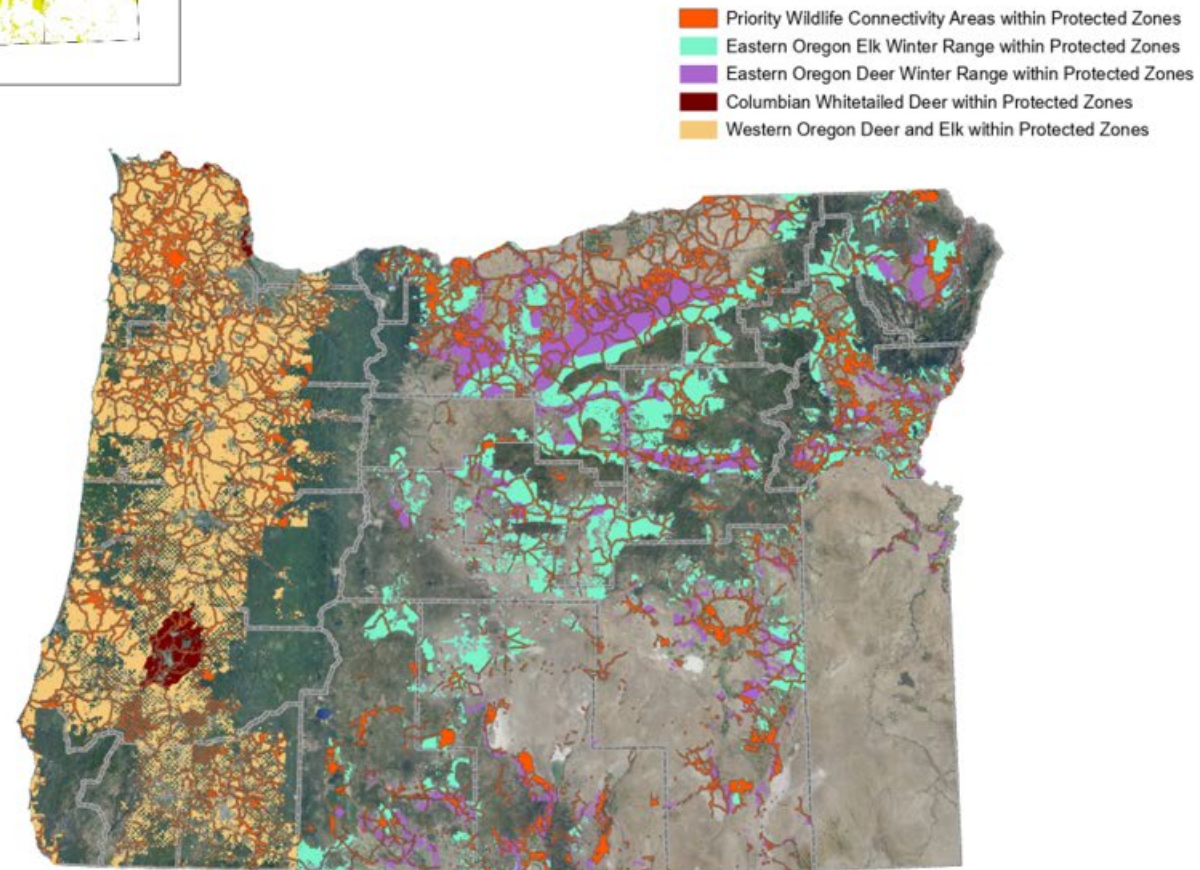 Priority Wildlife Connectivity Areas within Protected Zones
Eastern Oregon Elk Winter Range within Protected Zones
Eastern Oregon Deer Winter Range within Protected Zones
Columbian Whitetailed Deer within Protected Zones
Western Oregon Deer and Elk within Protected Zones